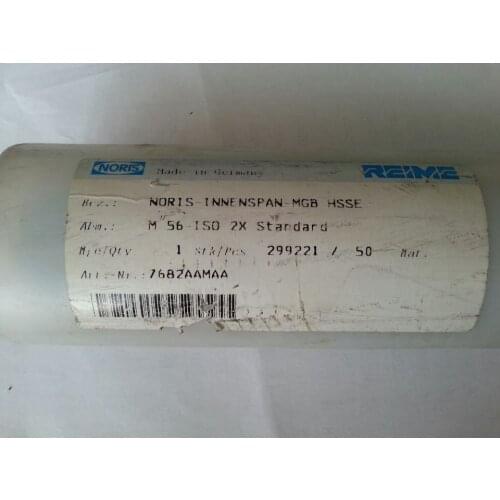 NORIS Made in Germany REIME
Bez.: NORIS-INNENSPAN-MGB HSSE
Abm.: M 56-ISO 2X Standard
Mge/Qty 1 Stk/Pcs 299221 / 50 Mat.
Art.-Nr.: 7682AAMAA